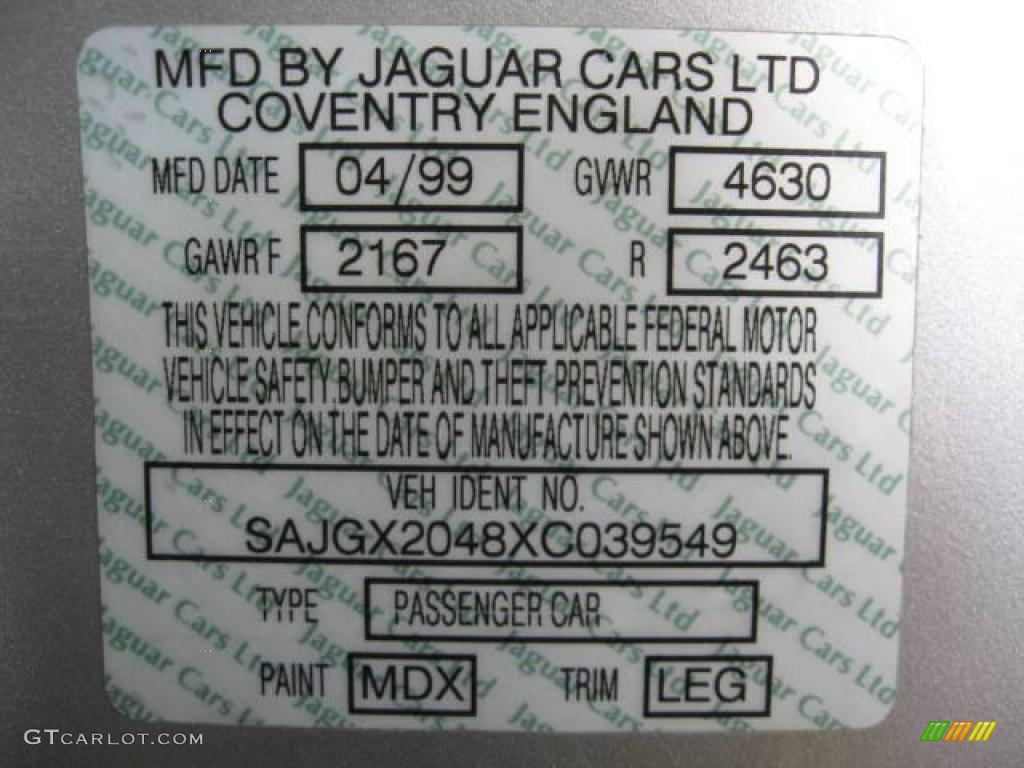 MFD BY JAGUAR CARS LTD
COVENTRY ENGLAND
MFD DATE 04/99 GVWR 4630
GAWR F 2167 R 2463
THIS VEHICLE CONFORMS TO ALL APPLICABLE FEDERAL MOTOR
VEHICLE SAFETY.BUMPER AND THEFT PREVENTION STANDARDS
IN EFFECT ON THE DATE OF MANUFACTURE SHOWN ABOVE.
VEH IDENT NO.
SAJGX2048XC039549
TYPE PASSENGER CAR
PAINT MDX TRIM LEG
GTCARLOT.COM